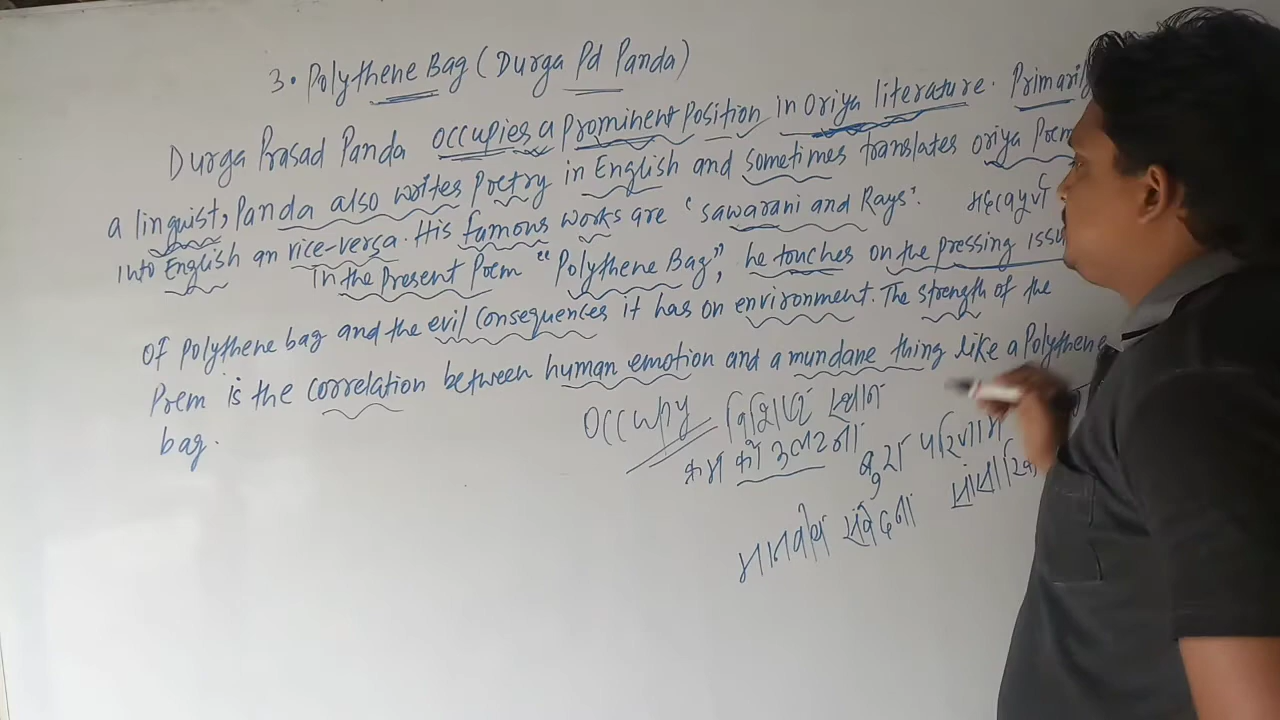 3. Polythene Bag (Durga Pd Panda)
Durga Prasad Panda occupies a prominent position in Oriya literature. Primaril
a linguist, Panda also writes Poetry in English and sometimes translates oriya Poem
into English an vice-versa. His famous works are 'Sawarani and Rays'.
In the Present Poem "Polythene Bag", he touches on the pressing issu
of polythene bag and the evil consequences it has on environment. The strength of the
Poem is the correlation between human emotion and a mundane thing like a Polythene
bag.
occupy
बुरा परिणाम
मानवीय संवेदना